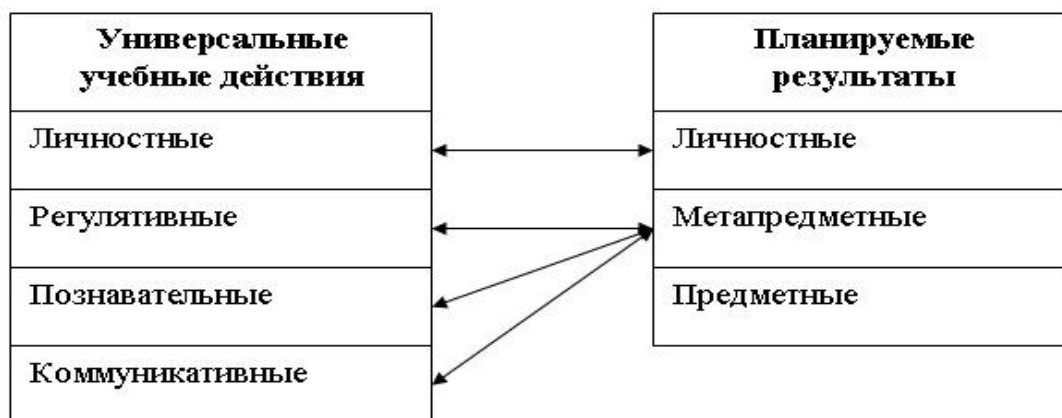 Универсальные
учебные действия
Личностные
Регулятивные
Познавательные
Коммуникативные
Планируемые
результаты
Личностные
Метапредметные
Предметные